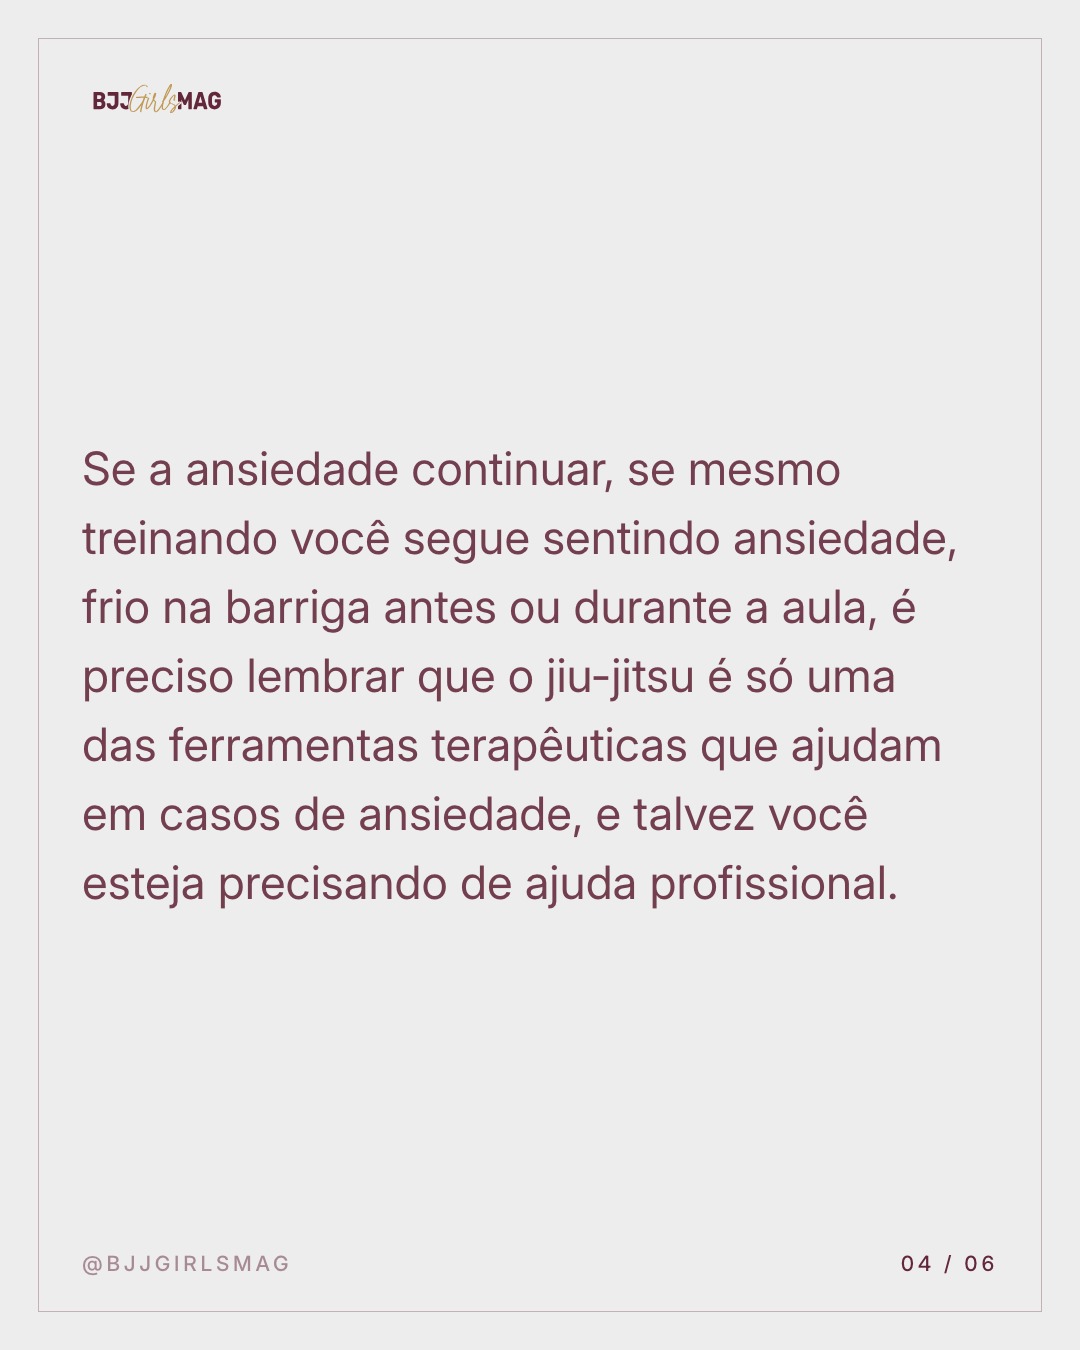 BJJGirlsMAG
Se a ansiedade continuar, se mesmo
treinando você segue sentindo ansiedade,
frio na barriga antes ou durante a aula, é
preciso lembrar que o jiu-jitsu é só uma
das ferramentas terapêuticas que ajudam
em casos de ansiedade, e talvez você
esteja precisando de ajuda profissional.
@BJJGIRLSMAG
04 / 06